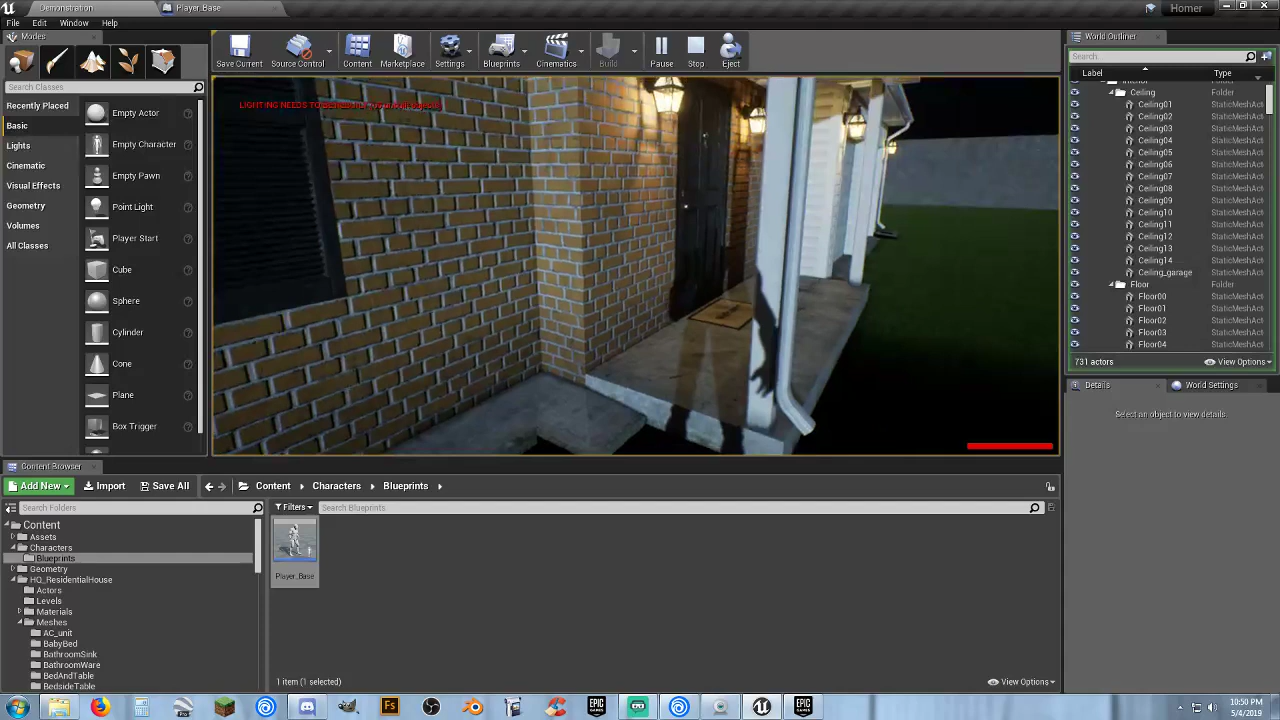 Demonstration
Player_Base
Homer
File Edit Window Help
Modes
Search Classes
Recently Placed
Basic
Lights
Cinematic
Visual Effects
Geometry
Volumes
All Classes
Empty Actor
Empty Character
Empty Pawn
Point Light
Player Start
Cube
Sphere
Cylinder
Cone
Plane
Box Trigger
Save Current
Source Control
Content
Marketplace
Settings
Blueprints
Cinematics
Build
Pause
Stop
Eject
LIGHTING NEEDS TO BE REBUILT
World Outliner
Search
Label Type
Ceiling Folder
Ceiling01 StaticMeshAct
Ceiling02 StaticMeshAct
Ceiling03 StaticMeshAct
Ceiling04 StaticMeshAct
Ceiling05 StaticMeshAct
Ceiling06 StaticMeshAct
Ceiling07 StaticMeshAct
Ceiling08 StaticMeshAct
Ceiling09 StaticMeshAct
Ceiling10 StaticMeshAct
Ceiling11 StaticMeshAct
Ceiling12 StaticMeshAct
Ceiling13 StaticMeshAct
Ceiling14 StaticMeshAct
Ceiling_garage StaticMeshAct
Floor Folder
Floor00 StaticMeshAct
Floor01 StaticMeshAct
Floor02 StaticMeshAct
Floor03 StaticMeshAct
Floor04 StaticMeshAct
731 actors View Options
Details World Settings
Select an object to view details.
Content Browser
Add New Import Save All Content Characters Blueprints
Search Folders
Filters Search Blueprints
Content
Assets
Characters
Blueprints
Geometry
HQ_ResidentialHouse
Actors
Levels
Materials
Meshes
AC_unit
BabyBed
BathroomSink
BathroomWare
BedAndTable
BedsideTable
Player_Base
1 item (1 selected) View Options
Pro
Fs
EPIC GAMES
EPIC GAMES
10:50 PM
5/4/2019